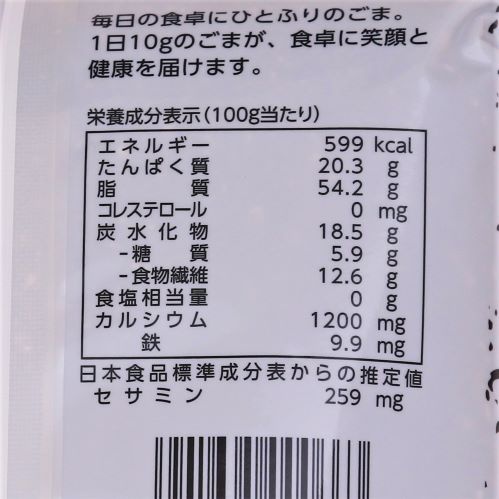 毎日の食卓にひとふりのごま。
1日10gのごまが、食卓に笑顔と
健康を届けます。
栄養成分表示(100g当たり)
エネルギー 599 kcal
たんぱく質 20.3 g
脂質 54.2 g
コレステロール 0 mg
炭水化物 18.5 g
-糖質 5.9 g
-食物繊維 12.6 g
食塩相当量 0 g
カルシウム 1200 mg
鉄 9.9 mg
日本食品標準成分表からの推定値
セサミン 259 mg